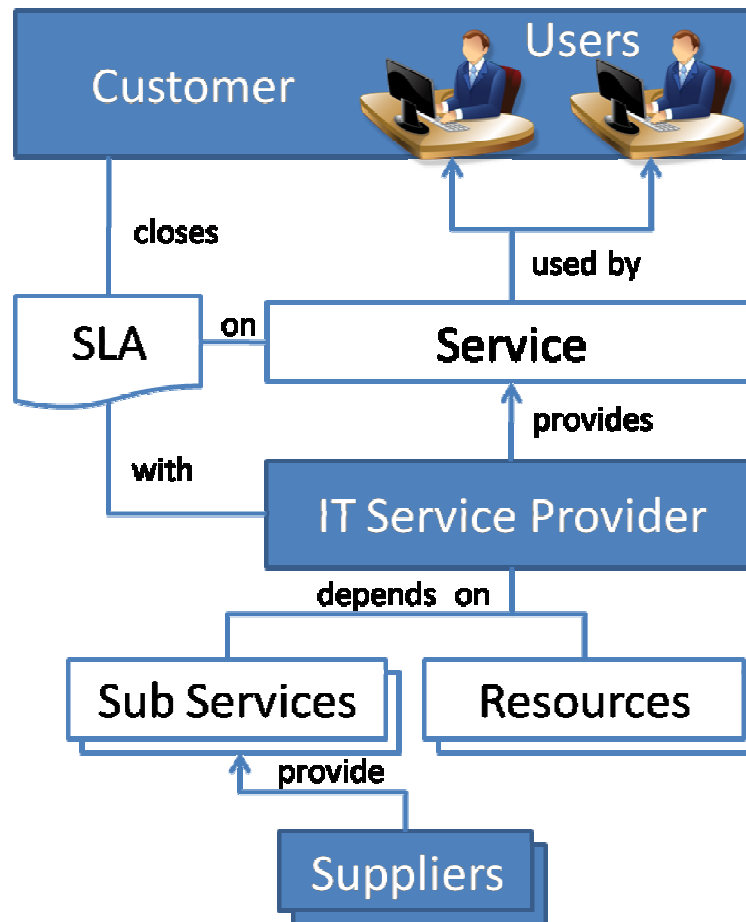 Users
Customer
closes
used by
SLA
on
Service
provides
with
IT Service Provider
depends on
Sub Services
Resources
provide
Suppliers